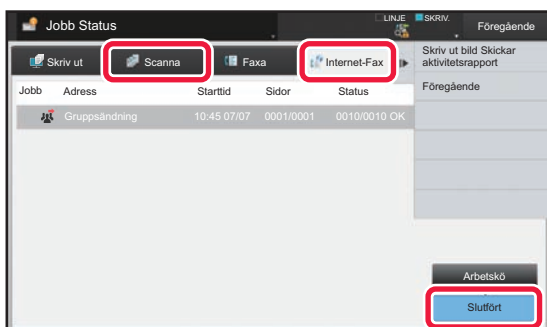 Jobb Status
LINJE
SKRIV.
Föregående
Skriv ut
Scanna
Faxa
Internet-Fax
Skriv ut bild Skickar
aktivitetsrapport
Föregående
Jobb Adress Starttid Sidor Status
Gruppsändning 10:45 07/07 0001/0001 0010/0010 OK
Arbetskö
Slutfört